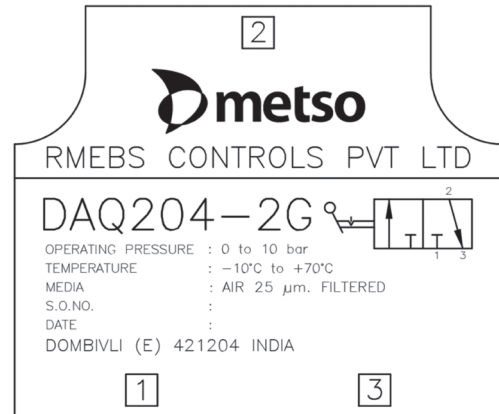 2
metso
RMEBS CONTROLS PVT LTD
DAQ204-2G
2
1 3
OPERATING PRESSURE : 0 to 10 bar
TEMPERATURE : -10°C to +70°C
MEDIA : AIR 25 µm. FILTERED
S.O.NO. :
DATE :
DOMBIVLI (E) 421204 INDIA
1 3